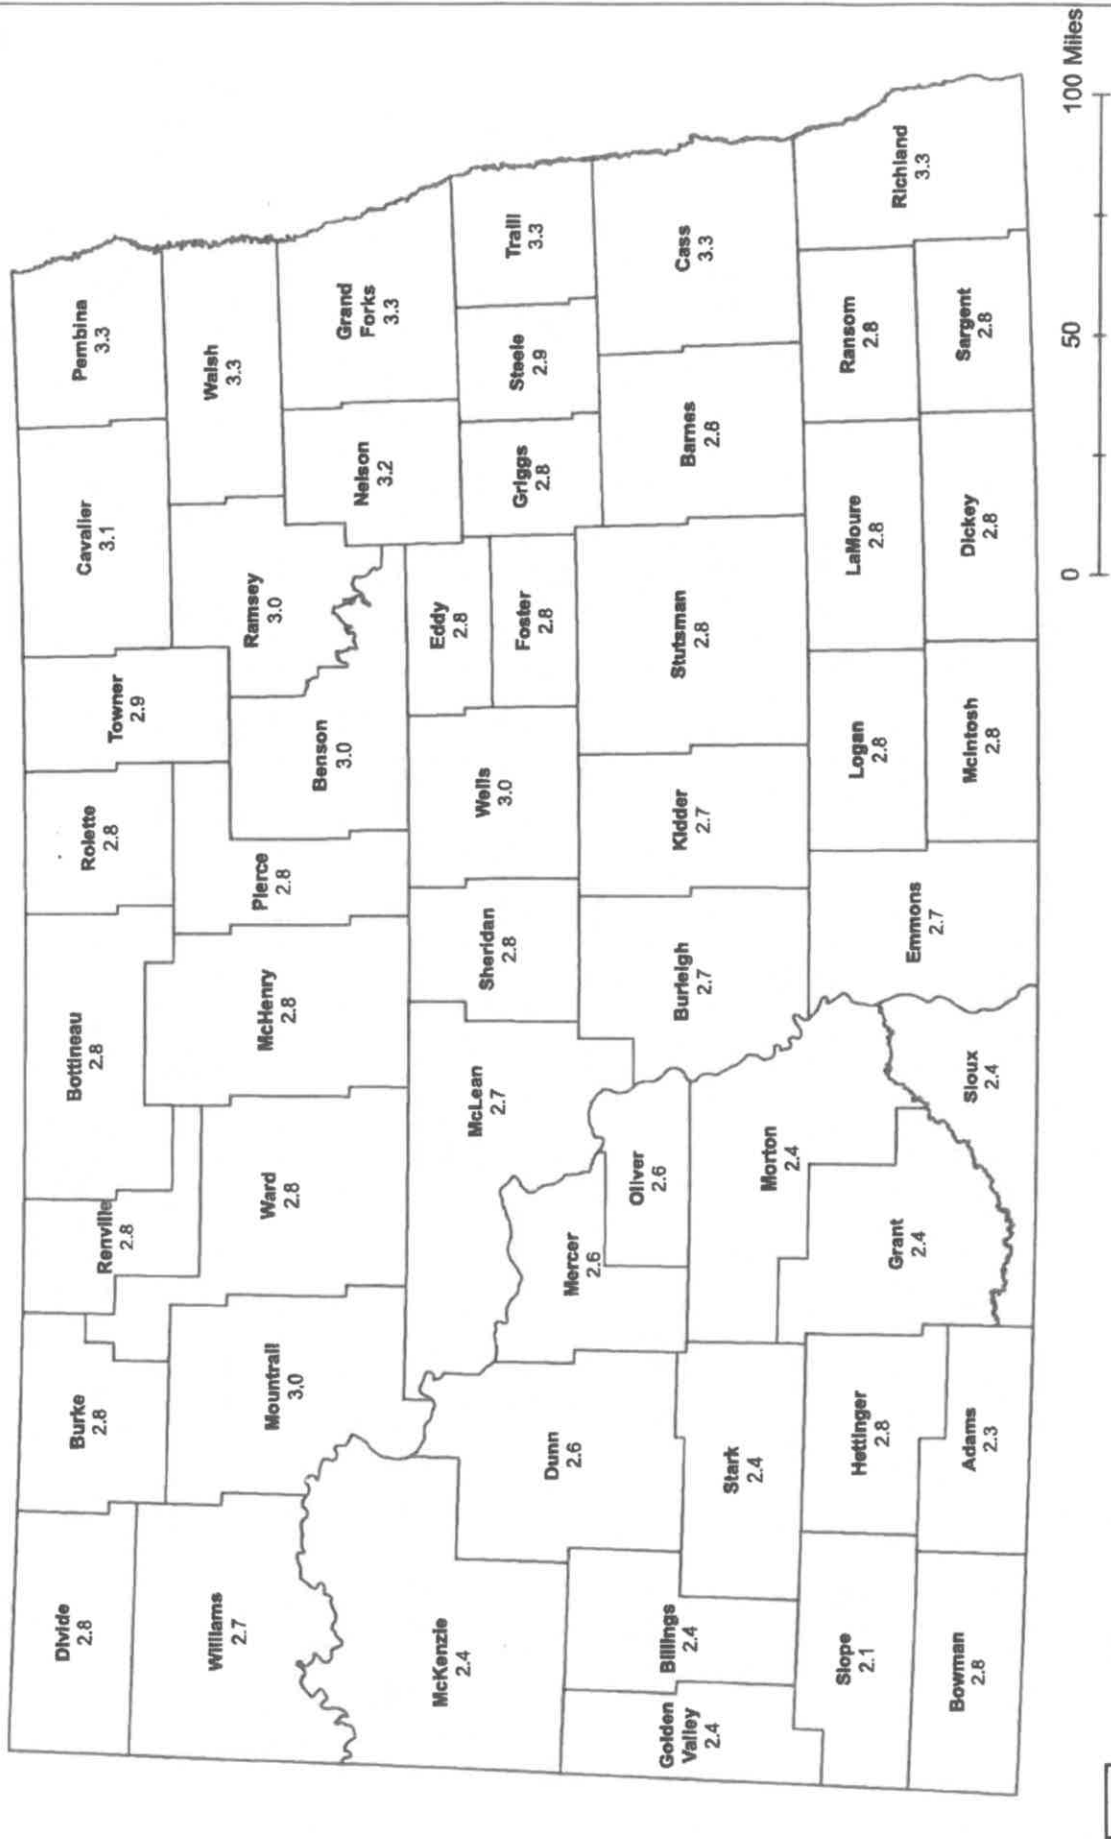 Divide
2.8
Burke
2.8
Renville
2.8
Bottineau
2.8
Rolette
2.8
Towner
2.9
Cavalier
3.1
Pembina
3.3
Williams
2.7
Mountrail
3.0
Ward
2.8
McHenry
2.8
Pierce
2.8
Benson
3.0
Ramsey
3.0
Walsh
3.3
Nelson
3.2
Grand
Forks
3.3
McKenzie
2.4
Dunn
2.6
Mercer
2.6
Oliver
2.6
McLean
2.7
Sheridan
2.8
Wells
3.0
Eddy
2.8
Foster
2.8
Griggs
2.8
Steele
2.9
Traill
3.3
Golden
Valley
2.4
Billings
2.4
Stark
2.4
Morton
2.4
Burleigh
2.7
Kidder
2.7
Stutsman
2.8
Barnes
2.8
Cass
3.3
Slope
2.1
Hettinger
2.8
Grant
2.4
Emmons
2.7
Logan
2.8
LaMoure
2.8
Ransom
2.8
Richland
3.3
Bowman
2.8
Adams
2.3
Sioux
2.4
McIntosh
2.8
Dickey
2.8
Sargent
2.8
0 50 100 Miles